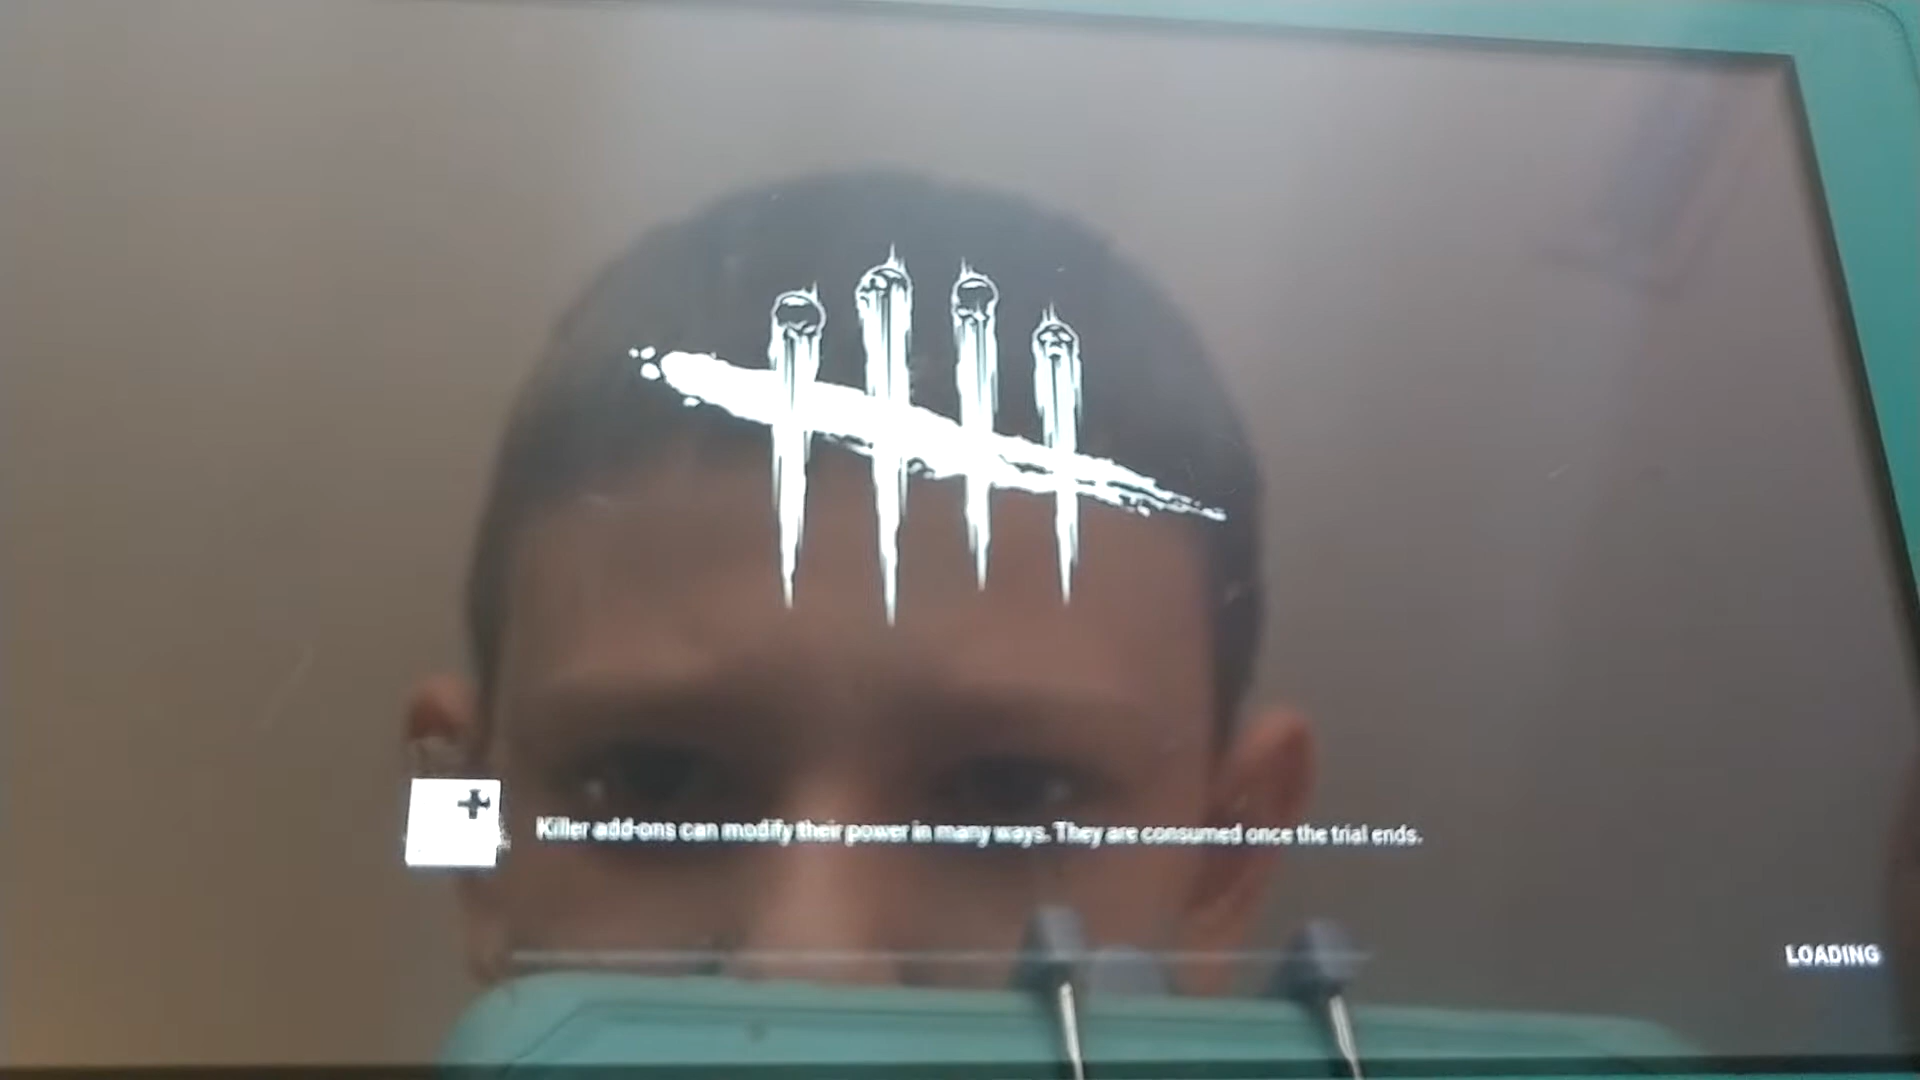 Killer add-ons can modify their power in many ways. They are consumed once the trial ends.
LOADING